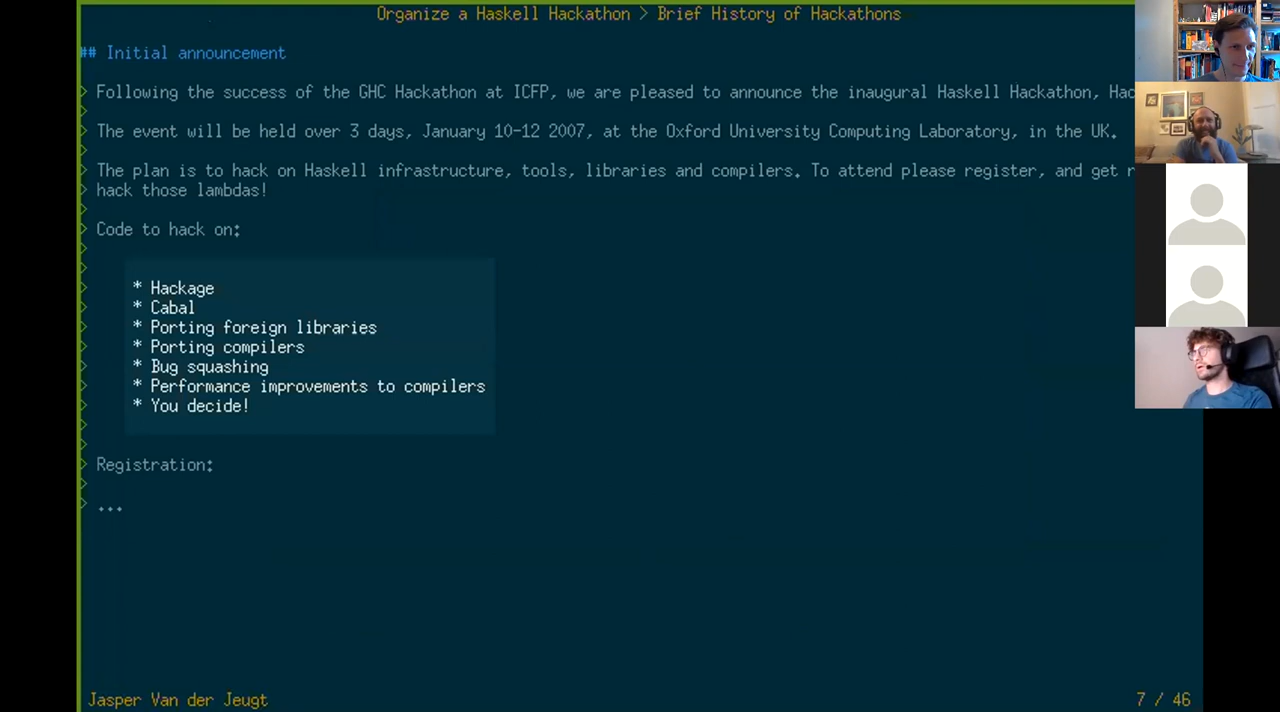 Organize a Haskell Hackathon > Brief History of Hackathons
## Initial announcement
> Following the success of the GHC Hackathon at ICFP, we are pleased to announce the inaugural Haskell Hackathon,
>
> The event will be held over 3 days, January 10-12 2007, at the Oxford University Computing Laboratory, in the UK.
>
> The plan is to hack on Haskell infrastructure, tools, libraries and compilers. To attend please register, and get
> hack those lambdas!
>
> Code to hack on:
>
>
> * Hackage
> * Cabal
> * Porting foreign libraries
> * Porting compilers
> * Bug squashing
> * Performance improvements to compilers
> * You decide!
>
>
> Registration:
>
> ...
Jasper Van der Jeugt
7 / 46